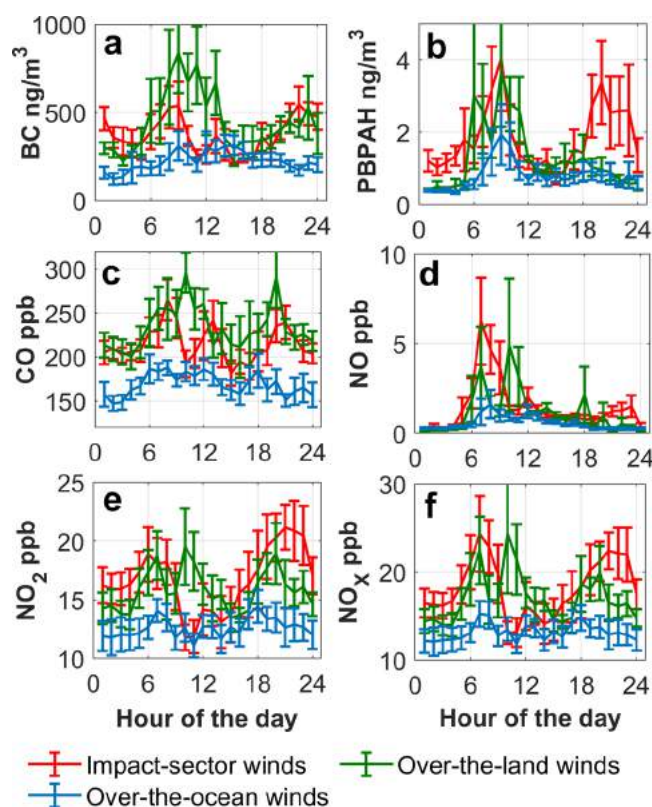 a
BC ng/m³
1000
500
0
0 6 12 18 24
b
PBPAH ng/m³
4
2
0
0 6 12 18 24
c
CO ppb
300
250
200
150
0 6 12 18 24
d
NO ppb
10
5
0
0 6 12 18 24
e
NO₂ ppb
25
20
15
10
0 6 12 18 24
Hour of the day
f
NOₓ ppb
30
20
10
0 6 12 18 24
Hour of the day
Impact-sector winds
Over-the-land winds
Over-the-ocean winds